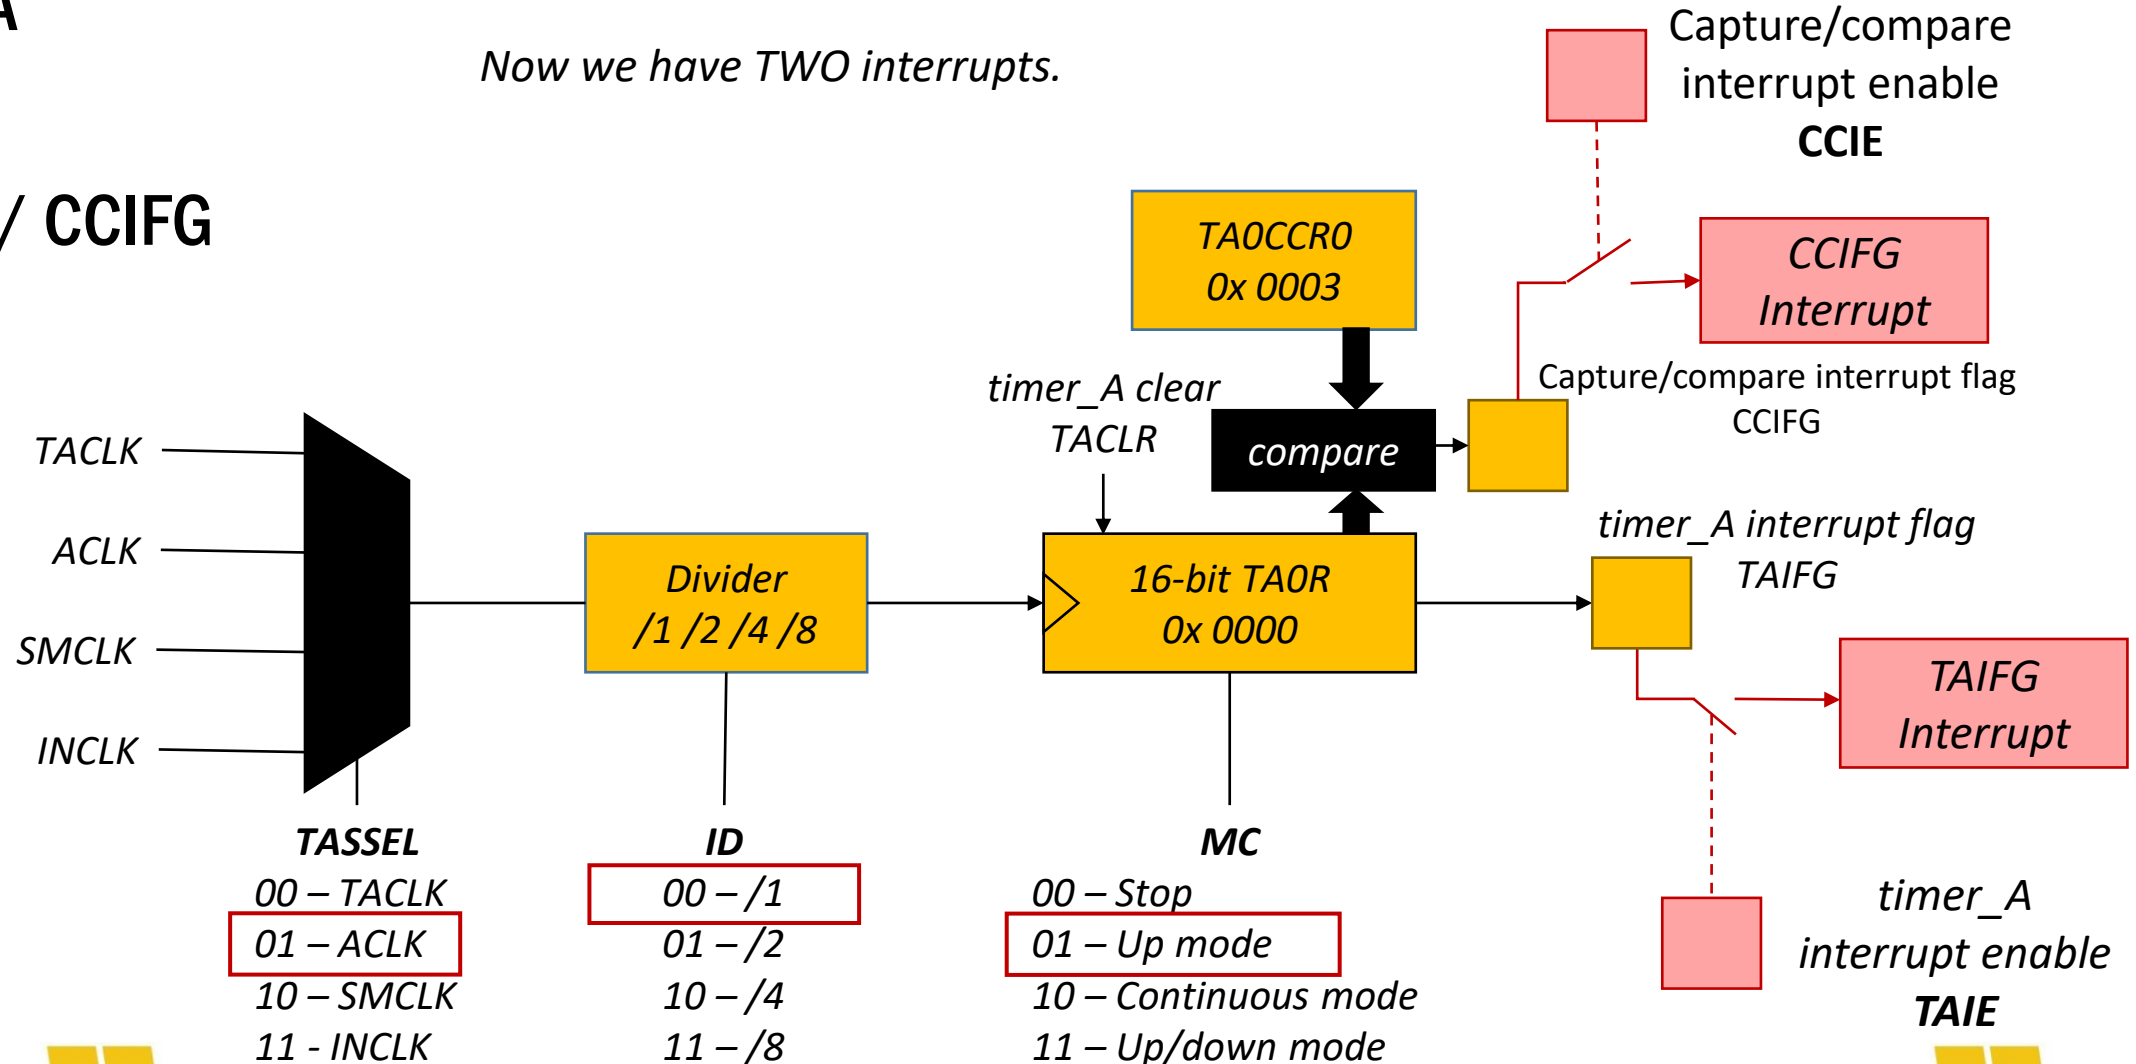 A
Now we have TWO interrupts.
Capture/compare
interrupt enable
CCIE
/ CCIFG
TA0CCR0
0x 0003
CCIFG
Interrupt
timer_A clear
TACLR
Capture/compare interrupt flag
CCIFG
compare
TACLK
ACLK
SMCLK
INCLK
Divider
/1 /2 /4 /8
16-bit TA0R
0x 0000
timer_A interrupt flag
TAIFG
TAIFG
Interrupt
TASSEL
00 – TACLK
01 – ACLK
10 – SMCLK
11 - INCLK
ID
00 – /1
01 – /2
10 – /4
11 – /8
MC
00 – Stop
01 – Up mode
10 – Continuous mode
11 – Up/down mode
timer_A
interrupt enable
TAIE